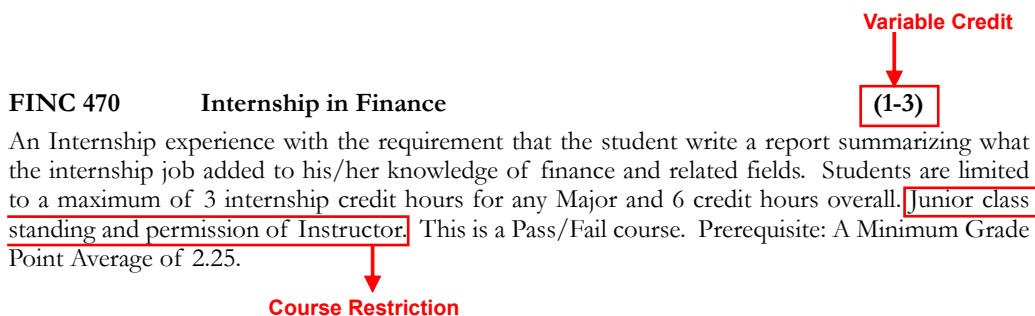 Variable Credit
FINC 470 Internship in Finance (1-3)
An Internship experience with the requirement that the student write a report summarizing what
the internship job added to his/her knowledge of finance and related fields. Students are limited
to a maximum of 3 internship credit hours for any Major and 6 credit hours overall. Junior class
standing and permission of Instructor. This is a Pass/Fail course. Prerequisite: A Minimum Grade
Point Average of 2.25.
Course Restriction